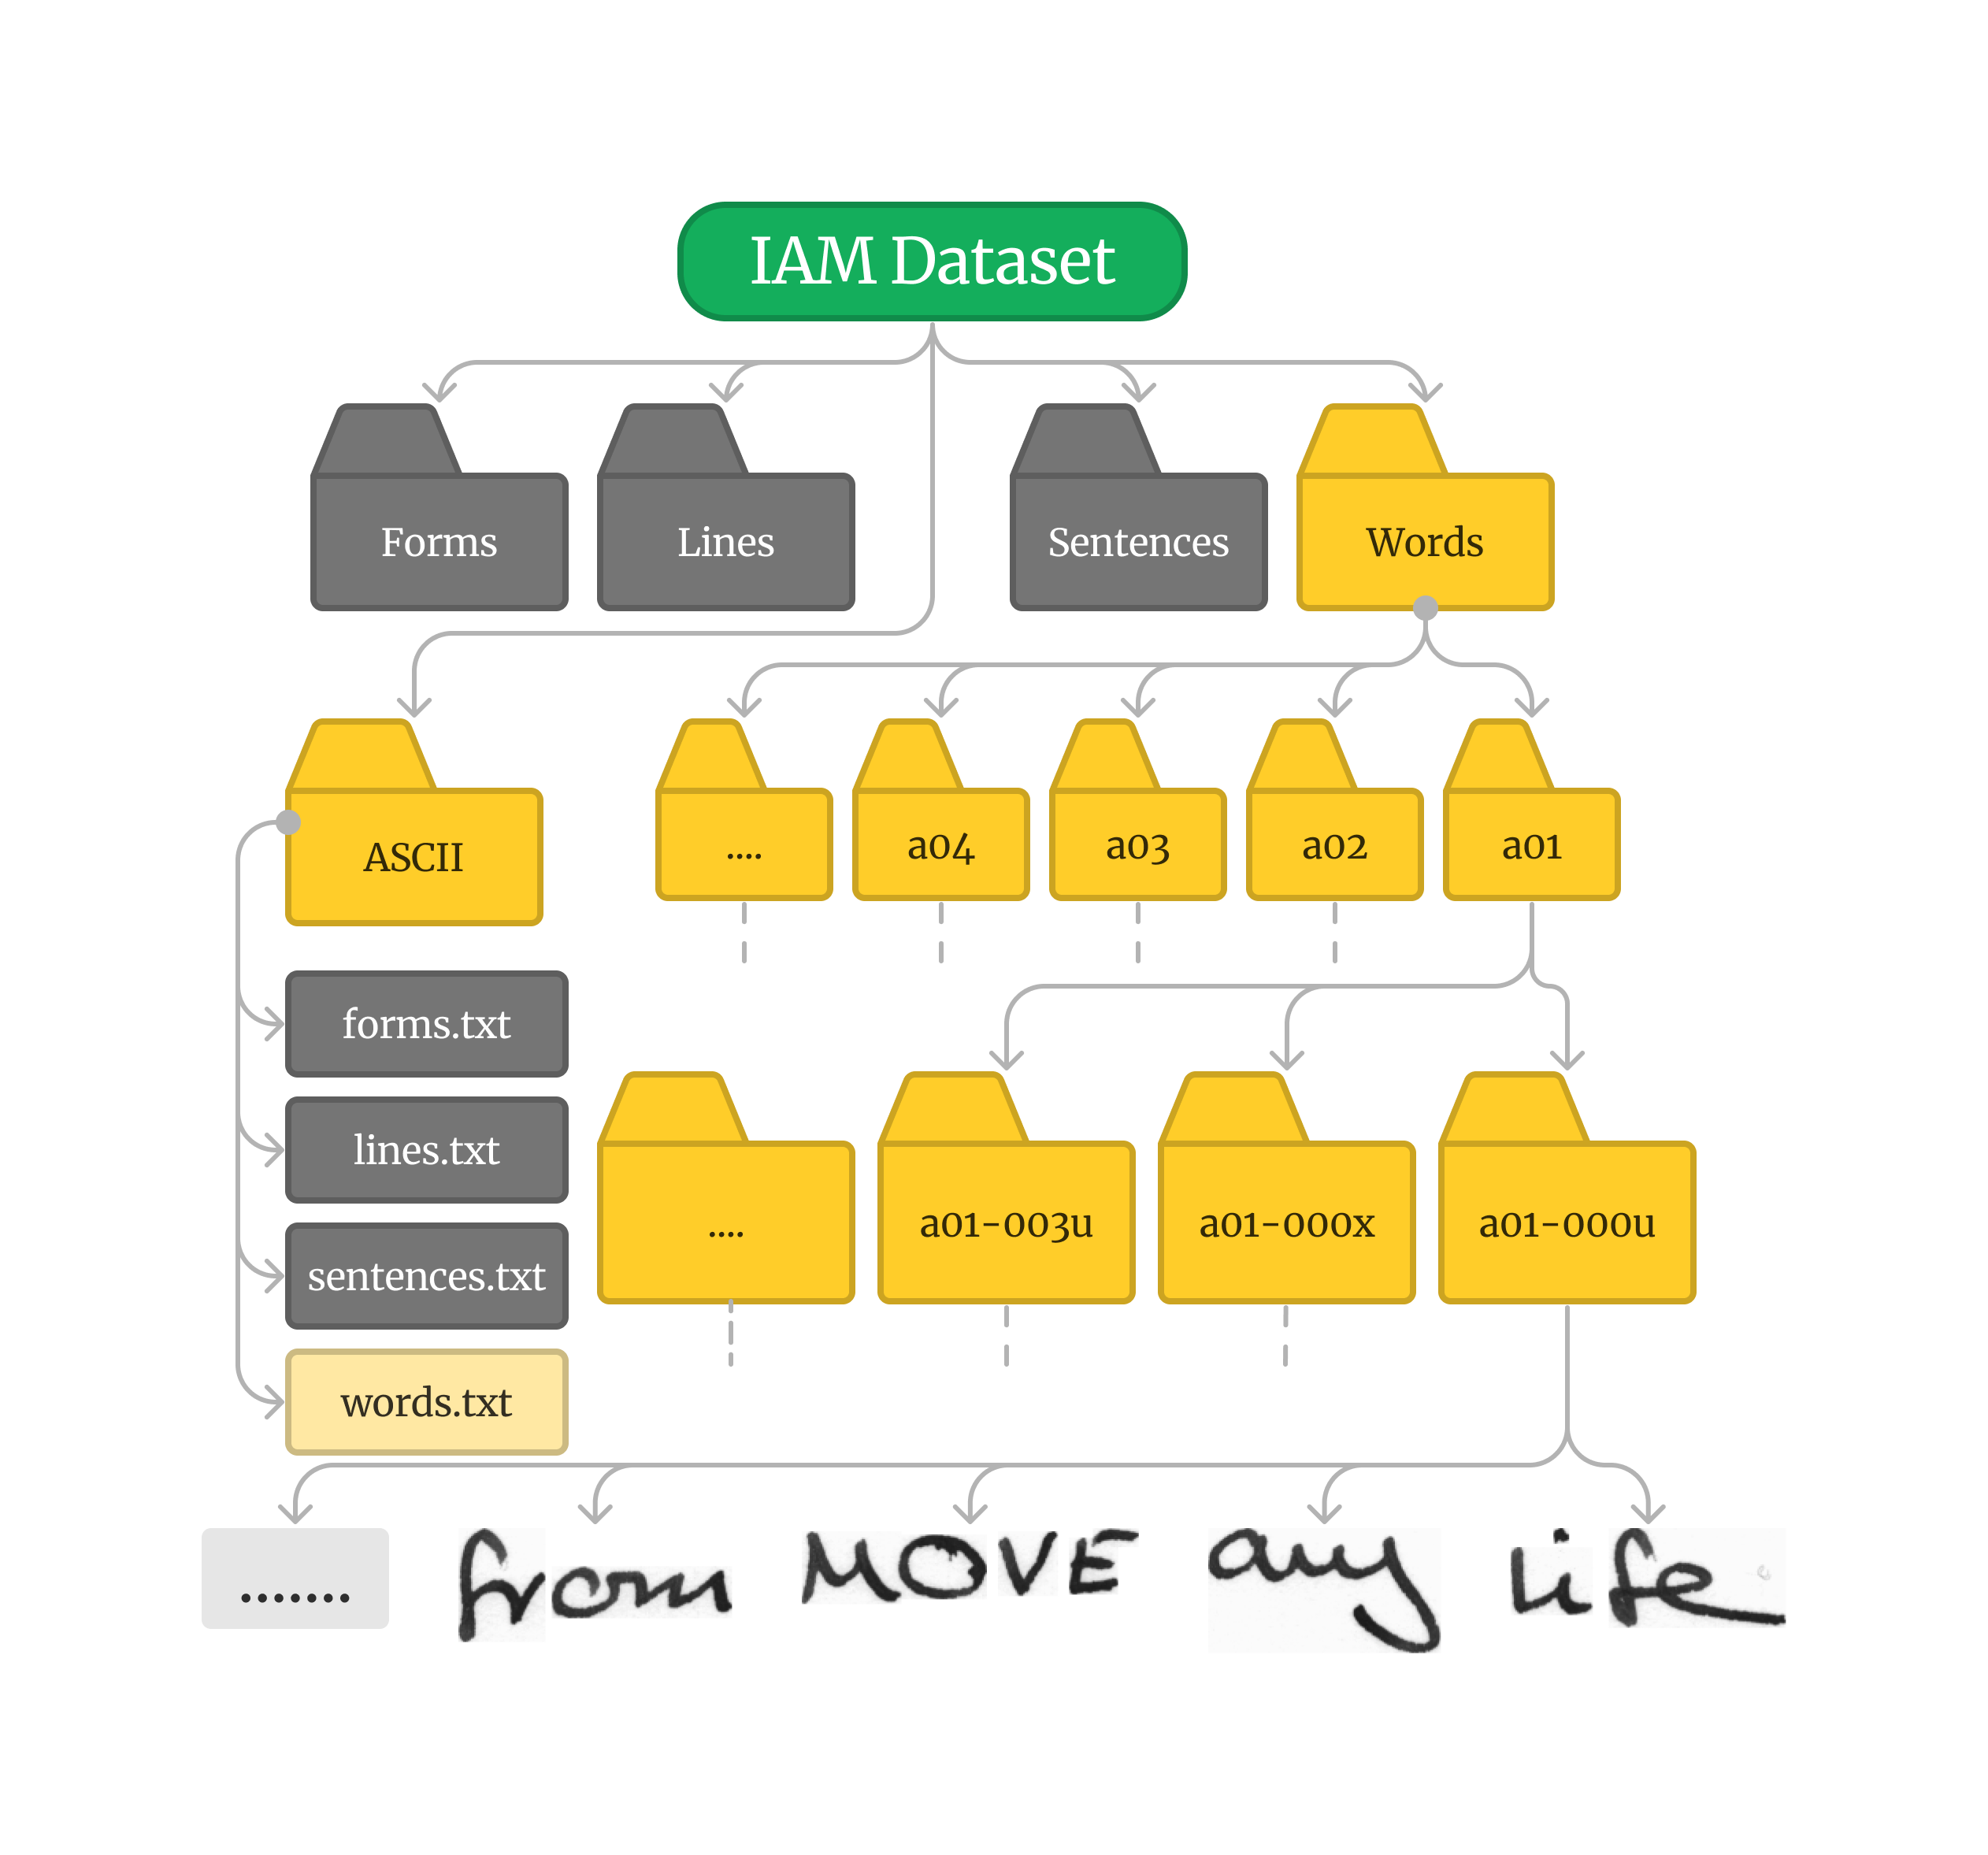 IAM Dataset
Forms Lines Sentences Words
ASCII .... a04 a03 a02 a01
forms.txt
lines.txt
.... a01-003u a01-000x a01-000u
sentences.txt
words.txt
....... from MOVE any life